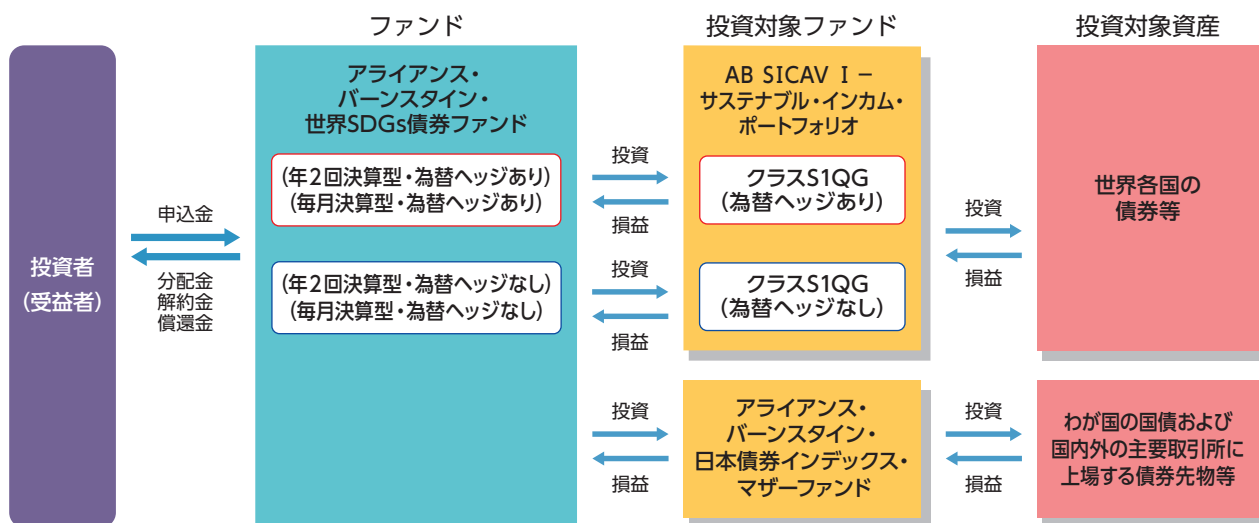 ファンド
投資対象ファンド
投資対象資産
投資者
(受益者)
申込金
分配金
解約金
償還金
アライアンス・
バーンスタイン・
世界SDGs債券ファンド
(年2回決算型・為替ヘッジあり)
(毎月決算型・為替ヘッジあり)
(年2回決算型・為替ヘッジなし)
(毎月決算型・為替ヘッジなし)
投資
損益
投資
損益
投資
損益
AB SICAV Ⅰ −
サステナブル・インカム・
ポートフォリオ
クラスS1QG
(為替ヘッジあり)
クラスS1QG
(為替ヘッジなし)
アライアンス・
バーンスタイン・
日本債券インデックス・
マザーファンド
投資
損益
投資
損益
世界各国の
債券等
わが国の国債および
国内外の主要取引所に
上場する債券先物等